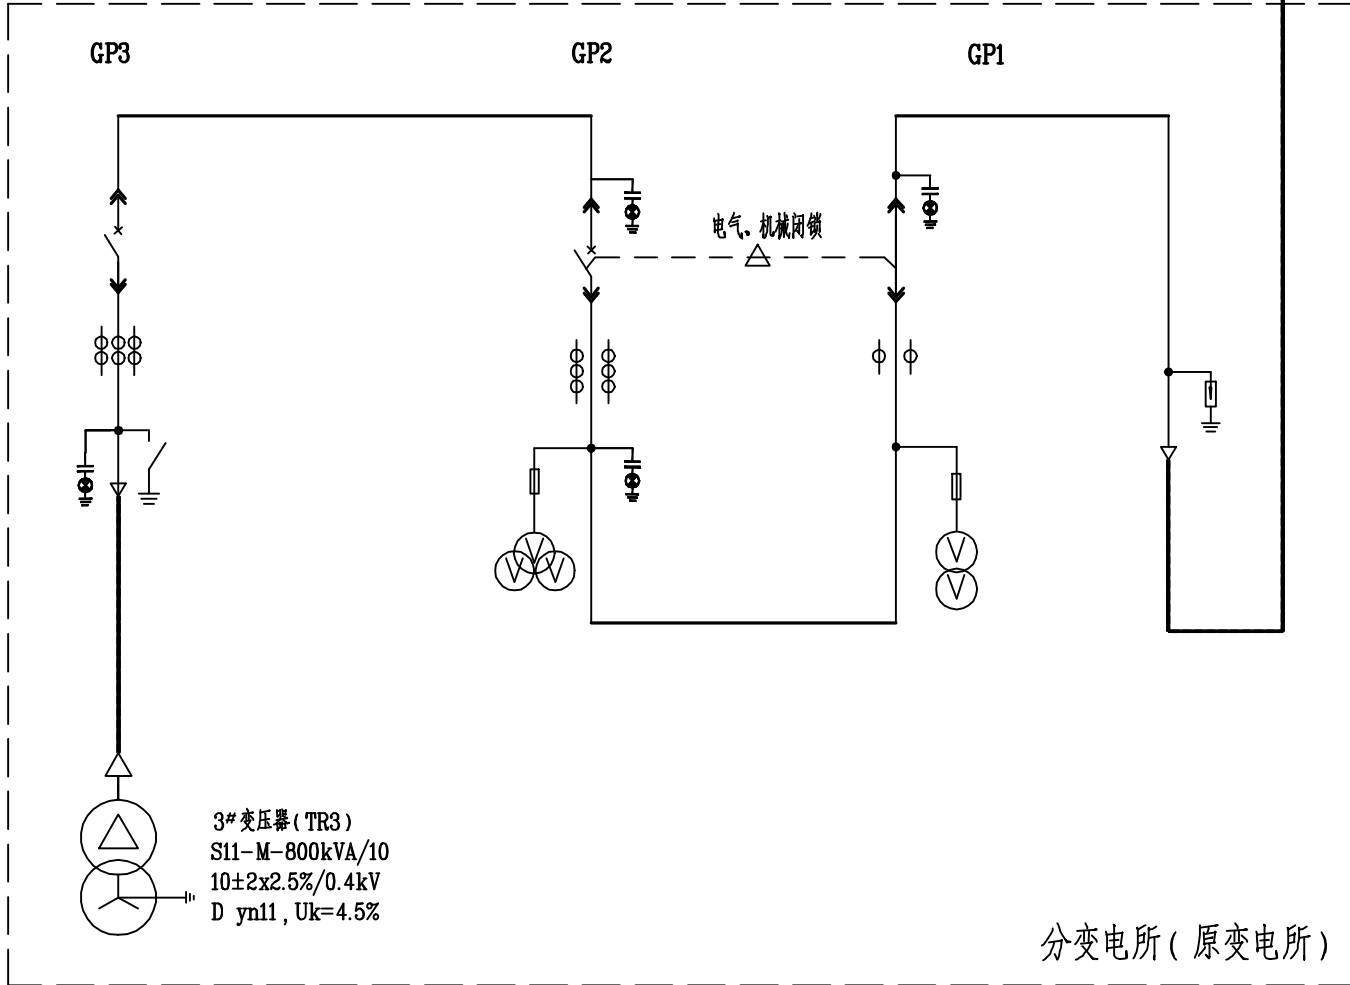 GP3
GP2
GP1
电气、机械闭锁
3#变压器(TR3)
S11-M-800kVA/10
10±2x2.5%/0.4kV
D yn11,Uk=4.5%
分变电所(原变电所)